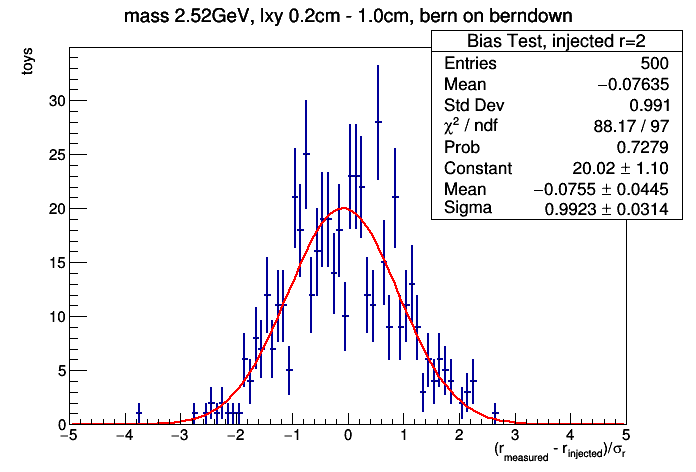 mass 2.52GeV, lxy 0.2cm - 1.0cm, bern on berndown
Bias Test, injected r=2
Entries 500
Mean −0.07635
Std Dev 0.991
χ² / ndf 88.17 / 97
Prob 0.7279
Constant 20.02 ± 1.10
Mean −0.0755 ± 0.0445
Sigma 0.9923 ± 0.0314
toys
30
25
20
15
10
5
0
−5 −4 −3 −2 −1 0 1 2 3 4 5
(r_measured - r_injected)/σ_r